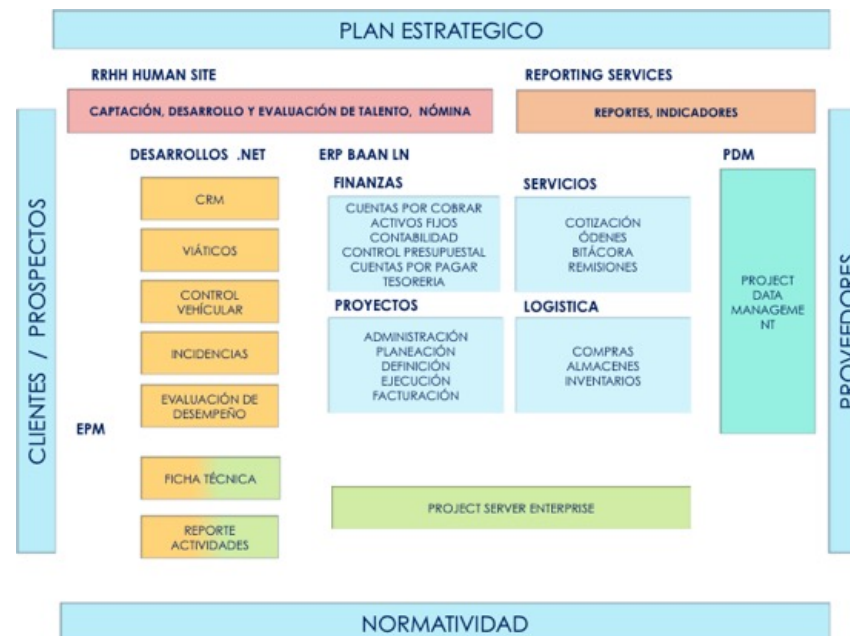 PLAN ESTRATEGICO
RRHH HUMAN SITE
REPORTING SERVICES
CAPTACIÓN, DESARROLLO Y EVALUACIÓN DE TALENTO, NÓMINA
REPORTES, INDICADORES
CLIENTES / PROSPECTOS
DESARROLLOS .NET
CRM
VIÁTICOS
CONTROL
VEHÍCULAR
INCIDENCIAS
EVALUACIÓN DE
DESEMPEÑO
EPM
FICHA TÉCNICA
REPORTE
ACTIVIDADES
ERP BAAN LN
FINANZAS
CUENTAS POR COBRAR
ACTIVOS FIJOS
CONTABILIDAD
CONTROL PRESUPUESTAL
CUENTAS POR PAGAR
TESORERIA
SERVICIOS
COTIZACIÓN
ÓDENES
BITÁCORA
REMISIONES
PROYECTOS
ADMINISTRACIÓN
PLANEACIÓN
DEFINICIÓN
EJECUCIÓN
FACTURACIÓN
LOGISTICA
COMPRAS
ALMACENES
INVENTARIOS
PROJECT SERVER ENTERPRISE
PDM
PROJECT
DATA
MANAGEME
NT
PROVEEDORES
NORMATIVIDAD